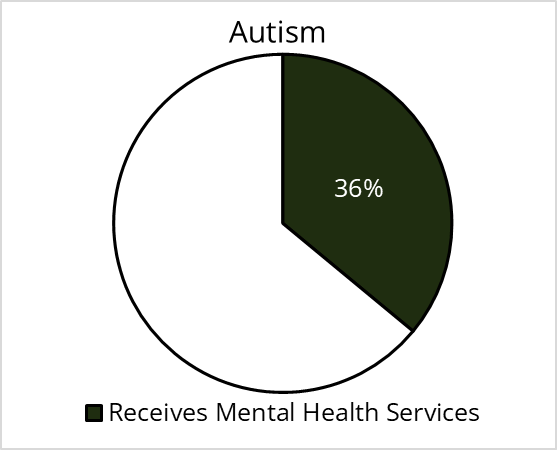 Autism
36%
Receives Mental Health Services